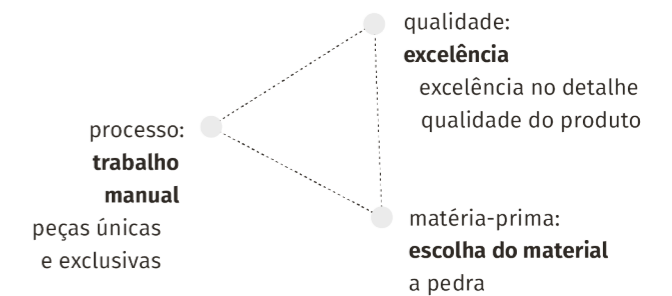 qualidade:
excelência
excelência no detalhe
qualidade do produto
processo:
trabalho
manual
peças únicas
e exclusivas
matéria-prima:
escolha do material
a pedra